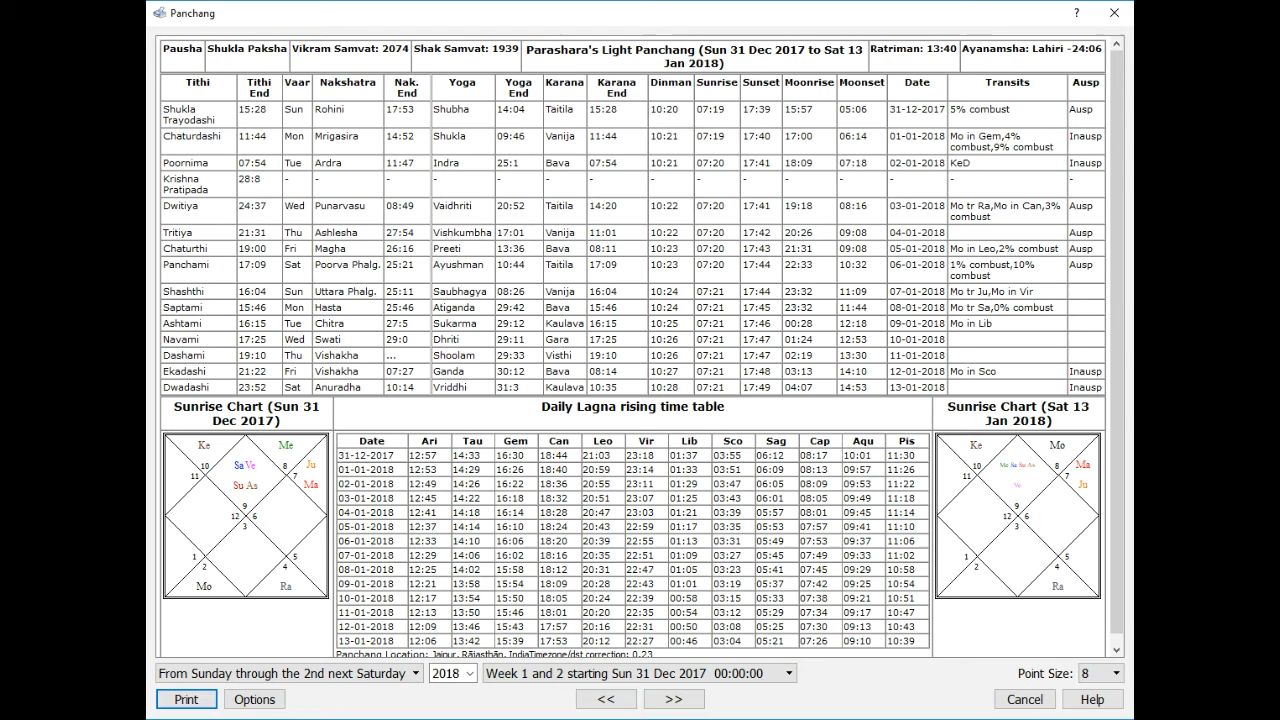 Panchang
Pausha Shukla Paksha Vikram Samvat: 2074 Shak Samvat: 1939 Parashara's Light Panchang (Sun 31 Dec 2017 to Sat 13 Jan 2018) Ratriman: 13:40 Ayanamsha: Lahiri -24:06
Tithi Tithi End Vaar Nakshatra Nak. End Yoga Yoga End Karana Karana End Dinman Sunrise Sunset Moonrise Moonset Date Transits Ausp
Shukla Trayodashi 15:28 Sun Rohini 17:53 Shubha 14:04 Taitila 15:28 10:20 07:19 17:39 15:57 05:06 31-12-2017 5% combust Ausp
Chaturdashi 11:44 Mon Mrigasira 14:52 Shukla 09:46 Vanija 11:44 10:21 07:19 17:40 17:00 06:14 01-01-2018 Mo in Gem,4% combust,9% combust Inausp
Poornima 07:54 Tue Ardra 11:47 Indra 25:1 Bava 07:54 10:21 07:20 17:41 18:09 07:18 02-01-2018 KeD Inausp
Krishna Pratipada 28:8 - - - - - - - - - - - - - - -
Dwitiya 24:37 Wed Punarvasu 08:49 Vaidhriti 20:52 Taitila 14:20 10:22 07:20 17:41 19:18 08:16 03-01-2018 Mo tr Ra,Mo in Can,3% combust Ausp
Tritiya 21:31 Thu Ashlesha 27:54 Vishkumbha 17:01 Vanija 11:01 10:22 07:20 17:42 20:26 09:08 04-01-2018 Ausp
Chaturthi 19:00 Fri Magha 26:16 Preeti 13:36 Bava 08:11 10:23 07:20 17:43 21:31 09:08 05-01-2018 Mo in Leo,2% combust Ausp
Panchami 17:09 Sat Poorva Phalg. 25:21 Ayushman 10:44 Taitila 17:09 10:23 07:20 17:44 22:33 10:32 06-01-2018 1% combust,10% combust Ausp
Shashthi 16:04 Sun Uttara Phalg. 25:11 Saubhagya 08:26 Vanija 16:04 10:24 07:21 17:44 23:32 11:09 07-01-2018 Mo tr Ju,Mo in Vir
Saptami 15:46 Mon Hasta 25:46 Atiganda 29:42 Bava 15:46 10:24 07:21 17:45 23:32 11:44 08-01-2018 Mo tr Sa,0% combust
Ashtami 16:15 Tue Chitra 27:5 Sukarma 29:12 Kaulava 16:15 10:25 07:21 17:46 00:28 12:18 09-01-2018 Mo in Lib
Navami 17:25 Wed Swati 29:0 Dhriti 29:11 Gara 17:25 10:26 07:21 17:47 01:24 12:53 10-01-2018
Dashami 19:10 Thu Vishakha ... Shoolam 29:33 Visthi 19:10 10:26 07:21 17:47 02:19 13:30 11-01-2018
Ekadashi 21:22 Fri Vishakha 07:27 Ganda 30:12 Bava 08:14 10:27 07:21 17:48 03:13 14:10 12-01-2018 Mo in Sco Inausp
Dwadashi 23:52 Sat Anuradha 10:14 Vriddhi 31:3 Kaulava 10:35 10:28 07:21 17:49 04:07 14:53 13-01-2018 Inausp
Sunrise Chart (Sun 31 Dec 2017)
Ke Me
10 Sa Ve 8 Ju
11 7
Su As Ma
9
12 6
3
1 5
2 4
Mo Ra
Daily Lagna rising time table
Date Ari Tau Gem Can Leo Vir Lib Sco Sag Cap Aqu Pis
31-12-2017 12:57 14:33 16:30 18:44 21:03 23:18 01:37 03:55 06:12 08:17 10:01 11:30
01-01-2018 12:53 14:29 16:26 18:40 20:59 23:14 01:33 03:51 06:09 08:13 09:57 11:26
02-01-2018 12:49 14:26 16:22 18:36 20:55 23:11 01:29 03:47 06:05 08:09 09:53 11:22
03-01-2018 12:45 14:22 16:18 18:32 20:51 23:07 01:25 03:43 06:01 08:05 09:49 11:18
04-01-2018 12:41 14:18 16:14 18:28 20:47 23:03 01:21 03:39 05:57 08:01 09:45 11:14
05-01-2018 12:37 14:14 16:10 18:24 20:43 22:59 01:17 03:35 05:53 07:57 09:41 11:10
06-01-2018 12:33 14:10 16:06 18:20 20:39 22:55 01:13 03:31 05:49 07:53 09:37 11:06
07-01-2018 12:29 14:06 16:02 18:16 20:35 22:51 01:09 03:27 05:45 07:49 09:33 11:02
08-01-2018 12:25 14:02 15:58 18:12 20:31 22:47 01:05 03:23 05:41 07:45 09:29 10:58
09-01-2018 12:21 13:58 15:54 18:09 20:28 22:43 01:01 03:19 05:37 07:42 09:25 10:54
10-01-2018 12:17 13:54 15:50 18:05 20:24 22:39 00:58 03:15 05:33 07:38 09:21 10:51
11-01-2018 12:13 13:50 15:46 18:01 20:20 22:35 00:54 03:12 05:29 07:34 09:17 10:47
12-01-2018 12:09 13:46 15:43 17:57 20:16 22:31 00:50 03:08 05:25 07:30 09:13 10:43
13-01-2018 12:06 13:42 15:39 17:53 20:12 22:27 00:46 03:04 05:21 07:26 09:10 10:39
Panchang Location: Jaipur, Rājasthān, IndiaTimezone/dst correction: 0.23
Sunrise Chart (Sat 13 Jan 2018)
Ke Mo
10 Me Sa Su As 8 Ma
11 7
Ve Ju
9
12 6
3
1 5
2 4
Ra
From Sunday through the 2nd next Saturday 2018 Week 1 and 2 starting Sun 31 Dec 2017 00:00:00 Point Size: 8
Print Options << >> Cancel Help